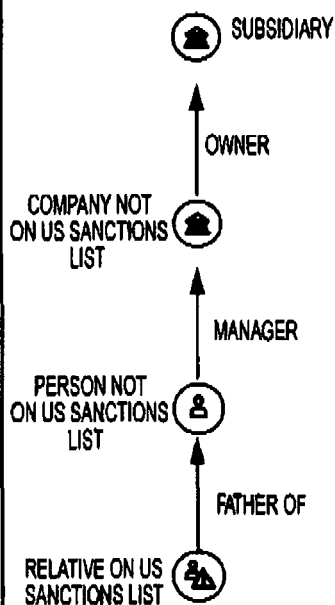 SUBSIDIARY
OWNER
COMPANY NOT
ON US SANCTIONS
LIST
MANAGER
PERSON NOT
ON US SANCTIONS
LIST
FATHER OF
RELATIVE ON US
SANCTIONS LIST